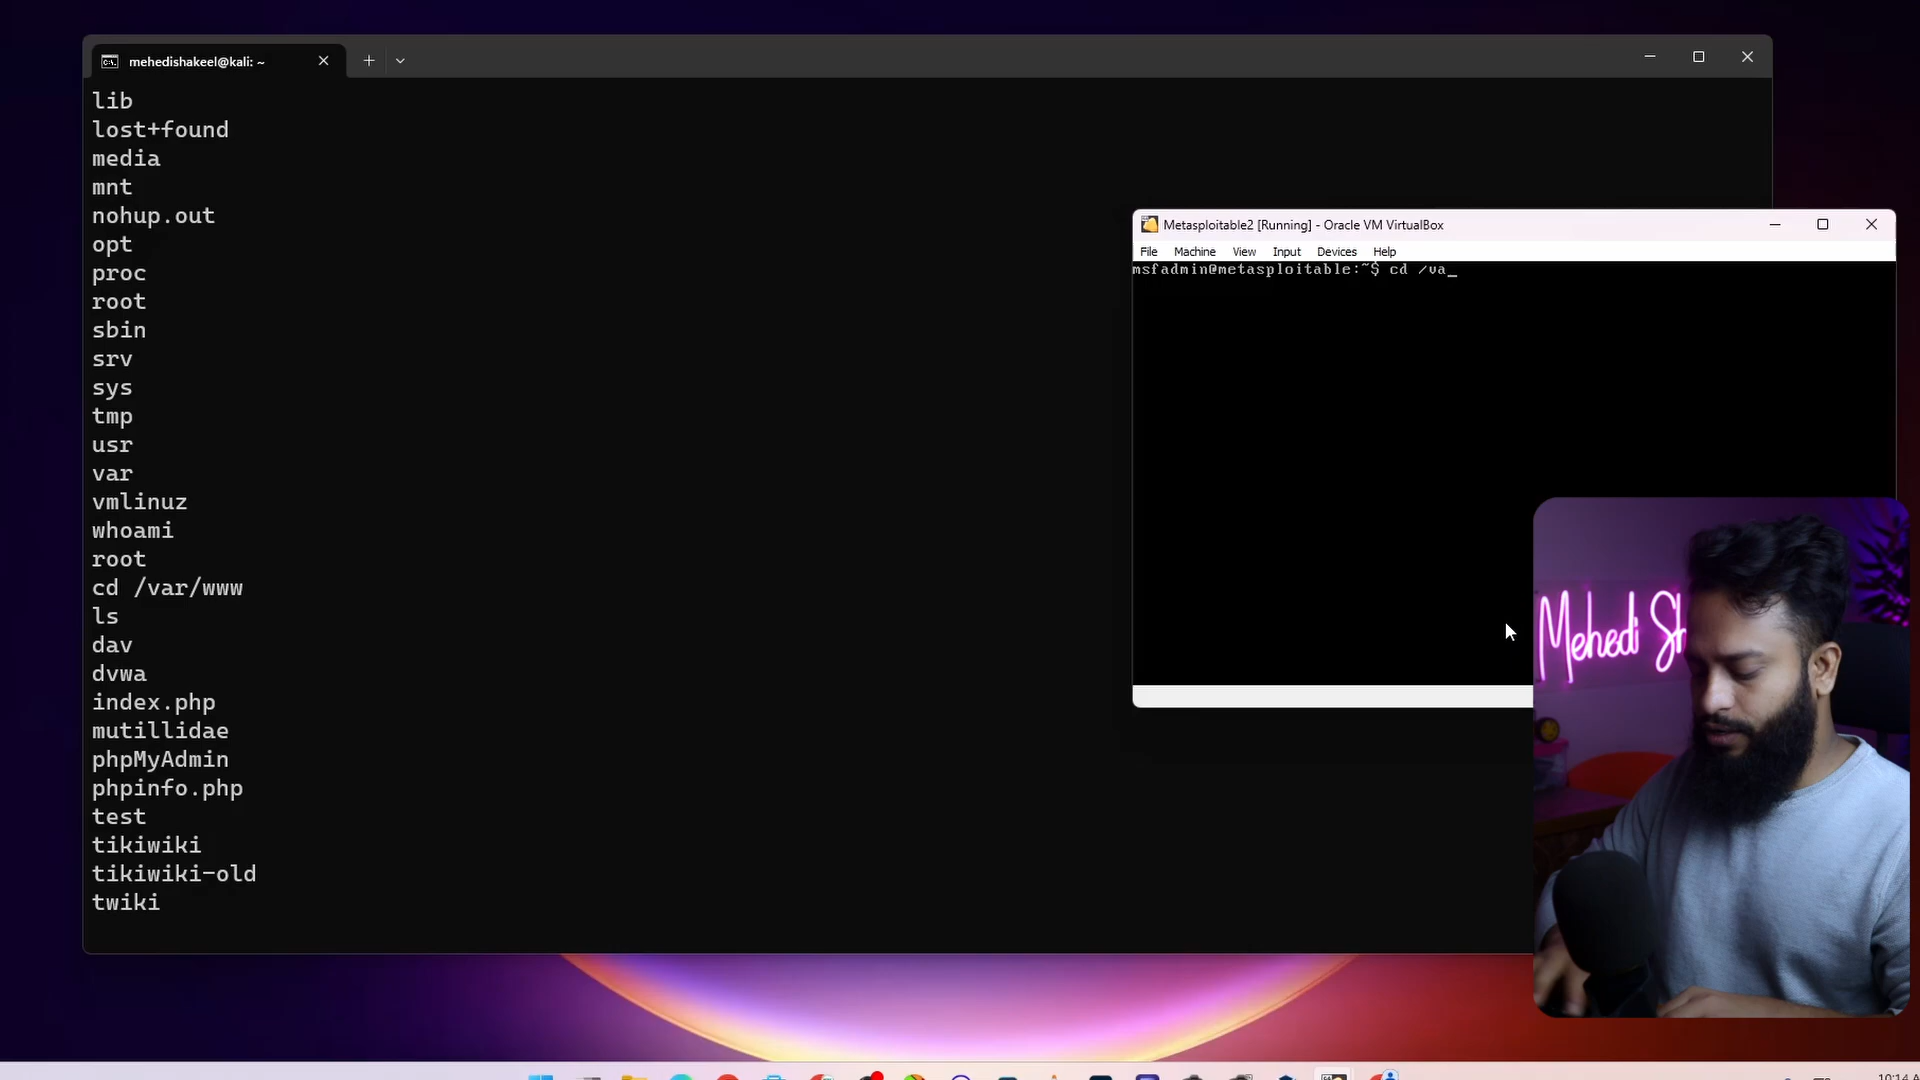 mehedishakeel@kali: ~
lib
lost+found
media
mnt
nohup.out
opt
proc
root
sbin
srv
sys
tmp
usr
var
vmlinuz
whoami
root
cd /var/www
ls
dav
dvwa
index.php
mutillidae
phpMyAdmin
phpinfo.php
test
tikiwiki
tikiwiki-old
twiki
Metasploitable2 [Running] - Oracle VM VirtualBox
File Machine View Input Devices Help
msfadmin@metasploitable:~$ cd /va_
Mehedi Sh
10:14 A